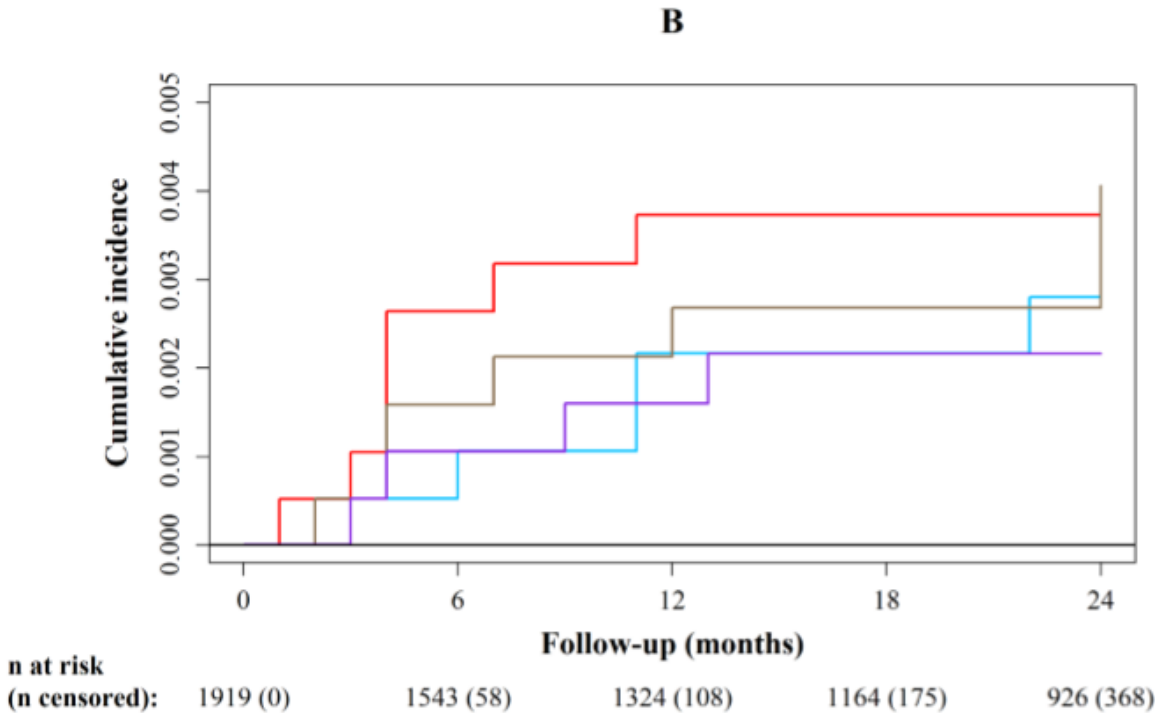 B
0.005
0.004
0.003
0.002
0.001
0.000
Cumulative incidence
0 6 12 18 24
Follow-up (months)
n at risk
(n censored): 1919 (0) 1543 (58) 1324 (108) 1164 (175) 926 (368)